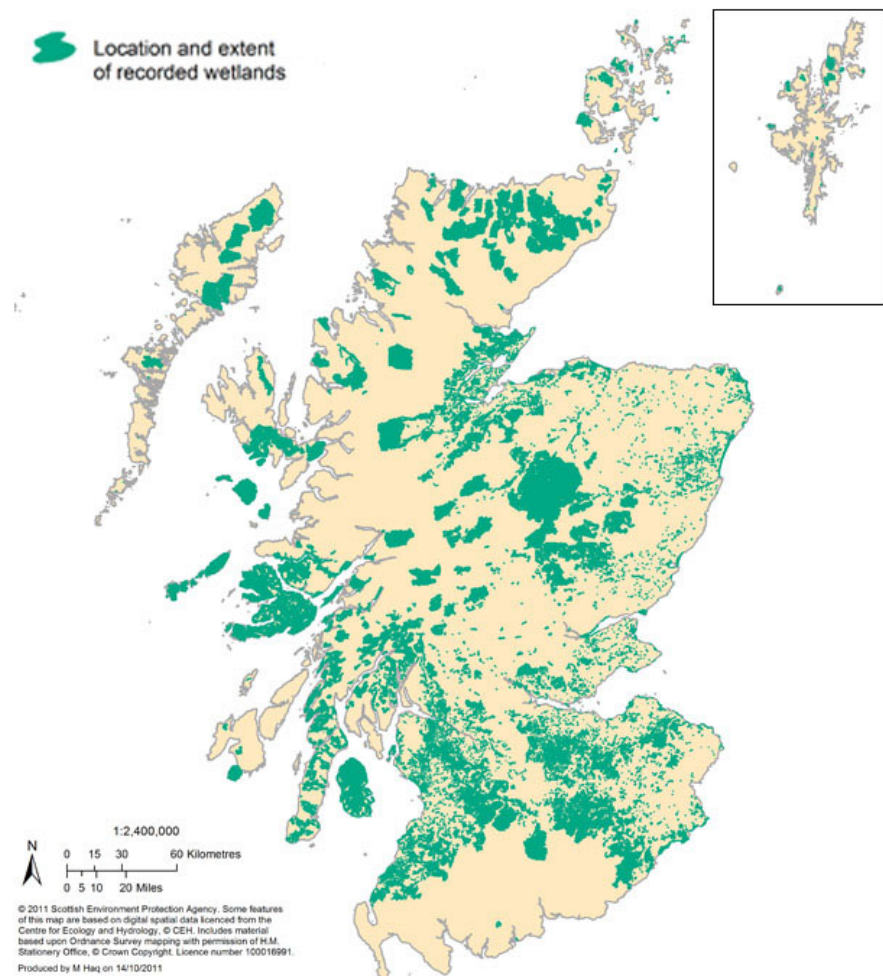 Location and extent
of recorded wetlands
1:2,400,000
N
0 15 30 60 Kilometres
0 5 10 20 Miles
© 2011 Scottish Environment Protection Agency. Some features
of this map are based on digital spatial data licenced from the
Centre for Ecology and Hydrology, © CEH. Includes material
based upon Ordnance Survey mapping with permission of H.M.
Stationery Office, © Crown Copyright. Licence number 100016991.
Produced by M Haq on 14/10/2011